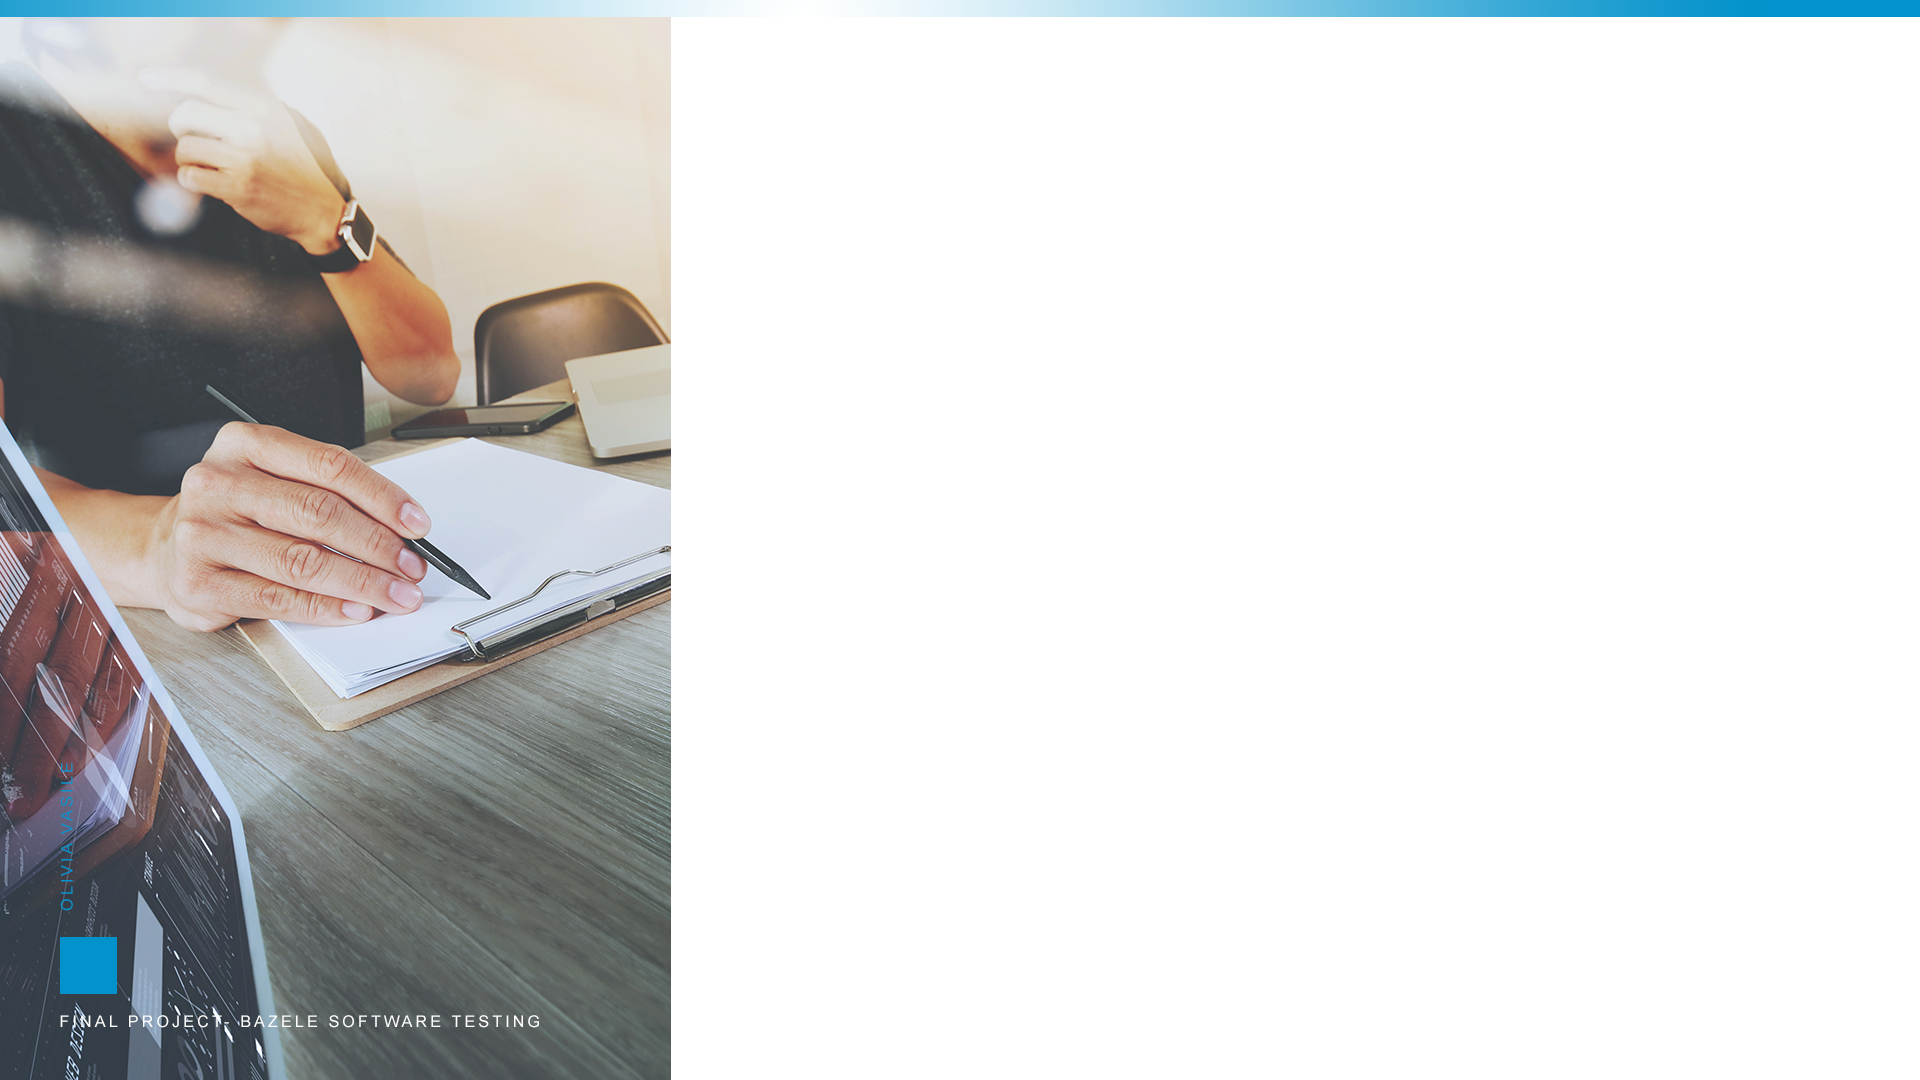 OLIVIA VASILE
FINAL PROJECT- BAZELE SOFTWARE TESTING